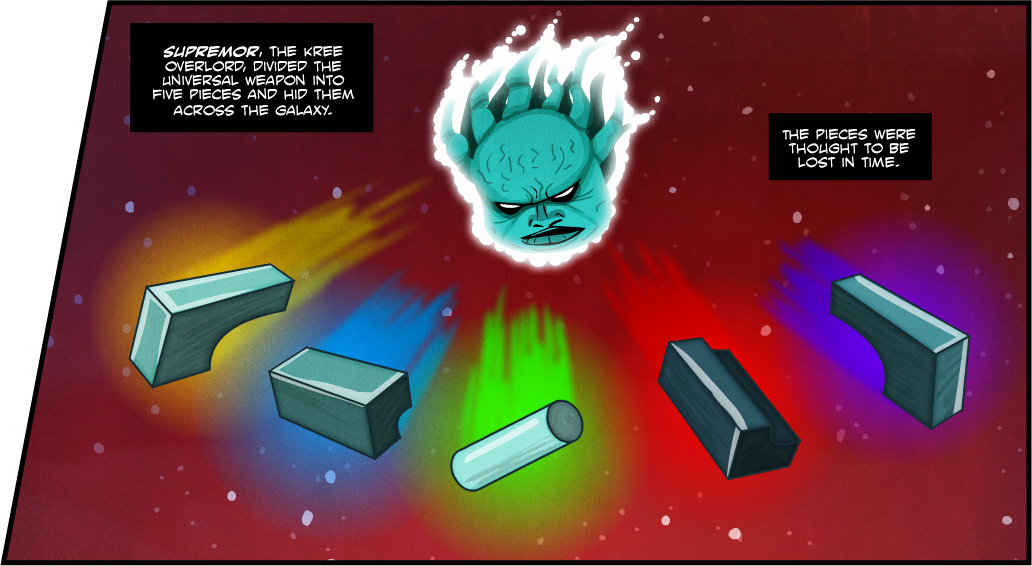 SUPREMOR, THE KREE
OVERLORD, DIVIDED THE
UNIVERSAL WEAPON INTO
FIVE PIECES AND HID THEM
ACROSS THE GALAXY.
THE PIECES WERE
THOUGHT TO BE
LOST IN TIME.